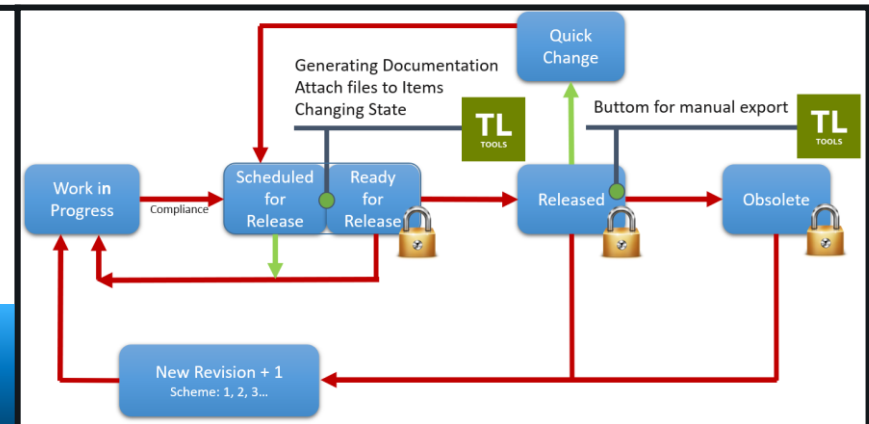 Quick
Change
Generating Documentation
Attach files to Items
Changing State
TL
TOOLS
Buttom for manual export
TL
TOOLS
Work in
Progress
Compliance
Scheduled
for
Release
Ready
for
Release
Released
Obsolete
New Revision + 1
Scheme: 1, 2, 3...